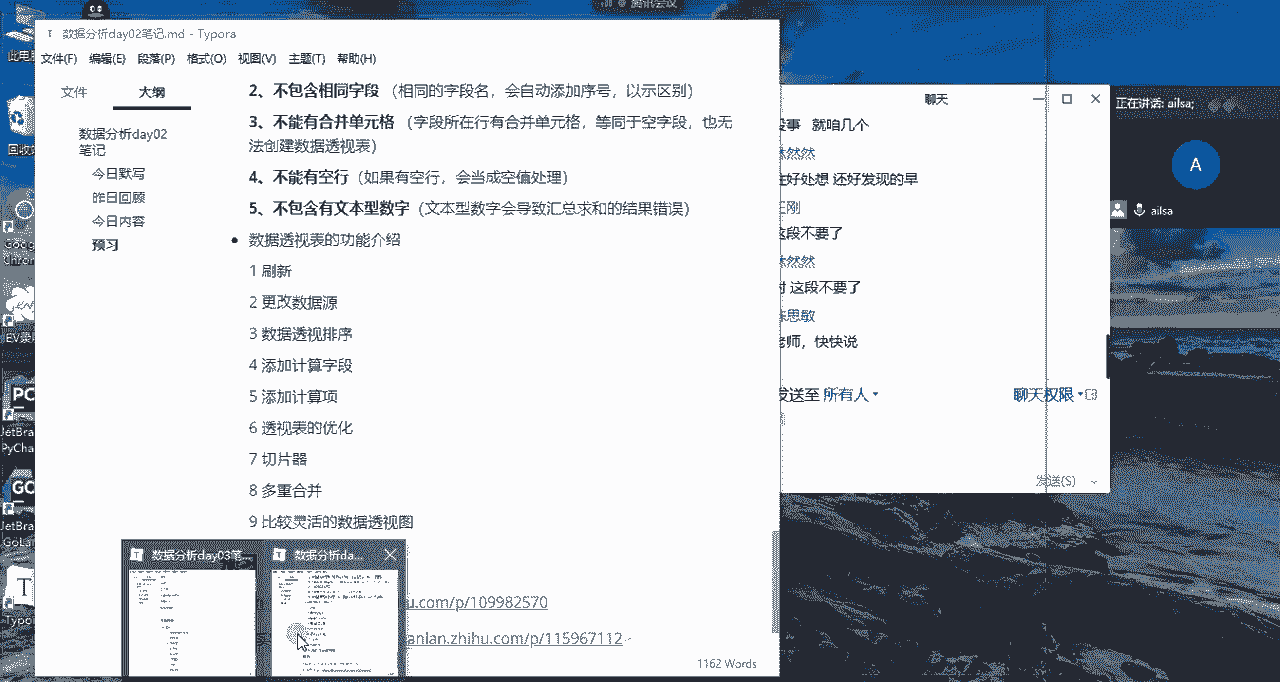 腾讯会议
数据分析day02笔记.md - Typora
文件(F) 编辑(E) 段落(P) 格式(O) 视图(V) 主题(T) 帮助(H)
文件 大纲
数据分析day02
笔记
今日默写
昨日回顾
今日内容
预习
2、不包含相同字段 （相同的字段名，会自动添加序号，以示区别）
3、不能有合并单元格 （字段所在行有合并单元格，等同于空字段，也无
法创建数据透视表）
4、不能有空行（如果有空行，会当成空值处理）
5、不包含有文本型数字（文本型数字会导致汇总求和的结果错误）
数据透视表的功能介绍
1 刷新
2 更改数据源
3 数据透视排序
4 添加计算字段
5 添加计算项
6 透视表的优化
7 切片器
8 多重合并
9 比较灵活的数据透视图
.com/p/109982570
anlan.zhihu.com/p/115967112
1162 Words
数据分析day03笔...
数据分析da...
聊天
没事 就咱几个
然然
往好处想 还好发现的早
王刚
这段不要了
然然
对 这段不要了
思敏
老师，快快说
发送至 所有人
聊天权限
发送(S)
正在讲话: ailsa;
A
ailsa
此电
回收
Goog
Chrom
EV录
PC
JetBra
PyCha
GO
JetBra
GoLa
T
Typo